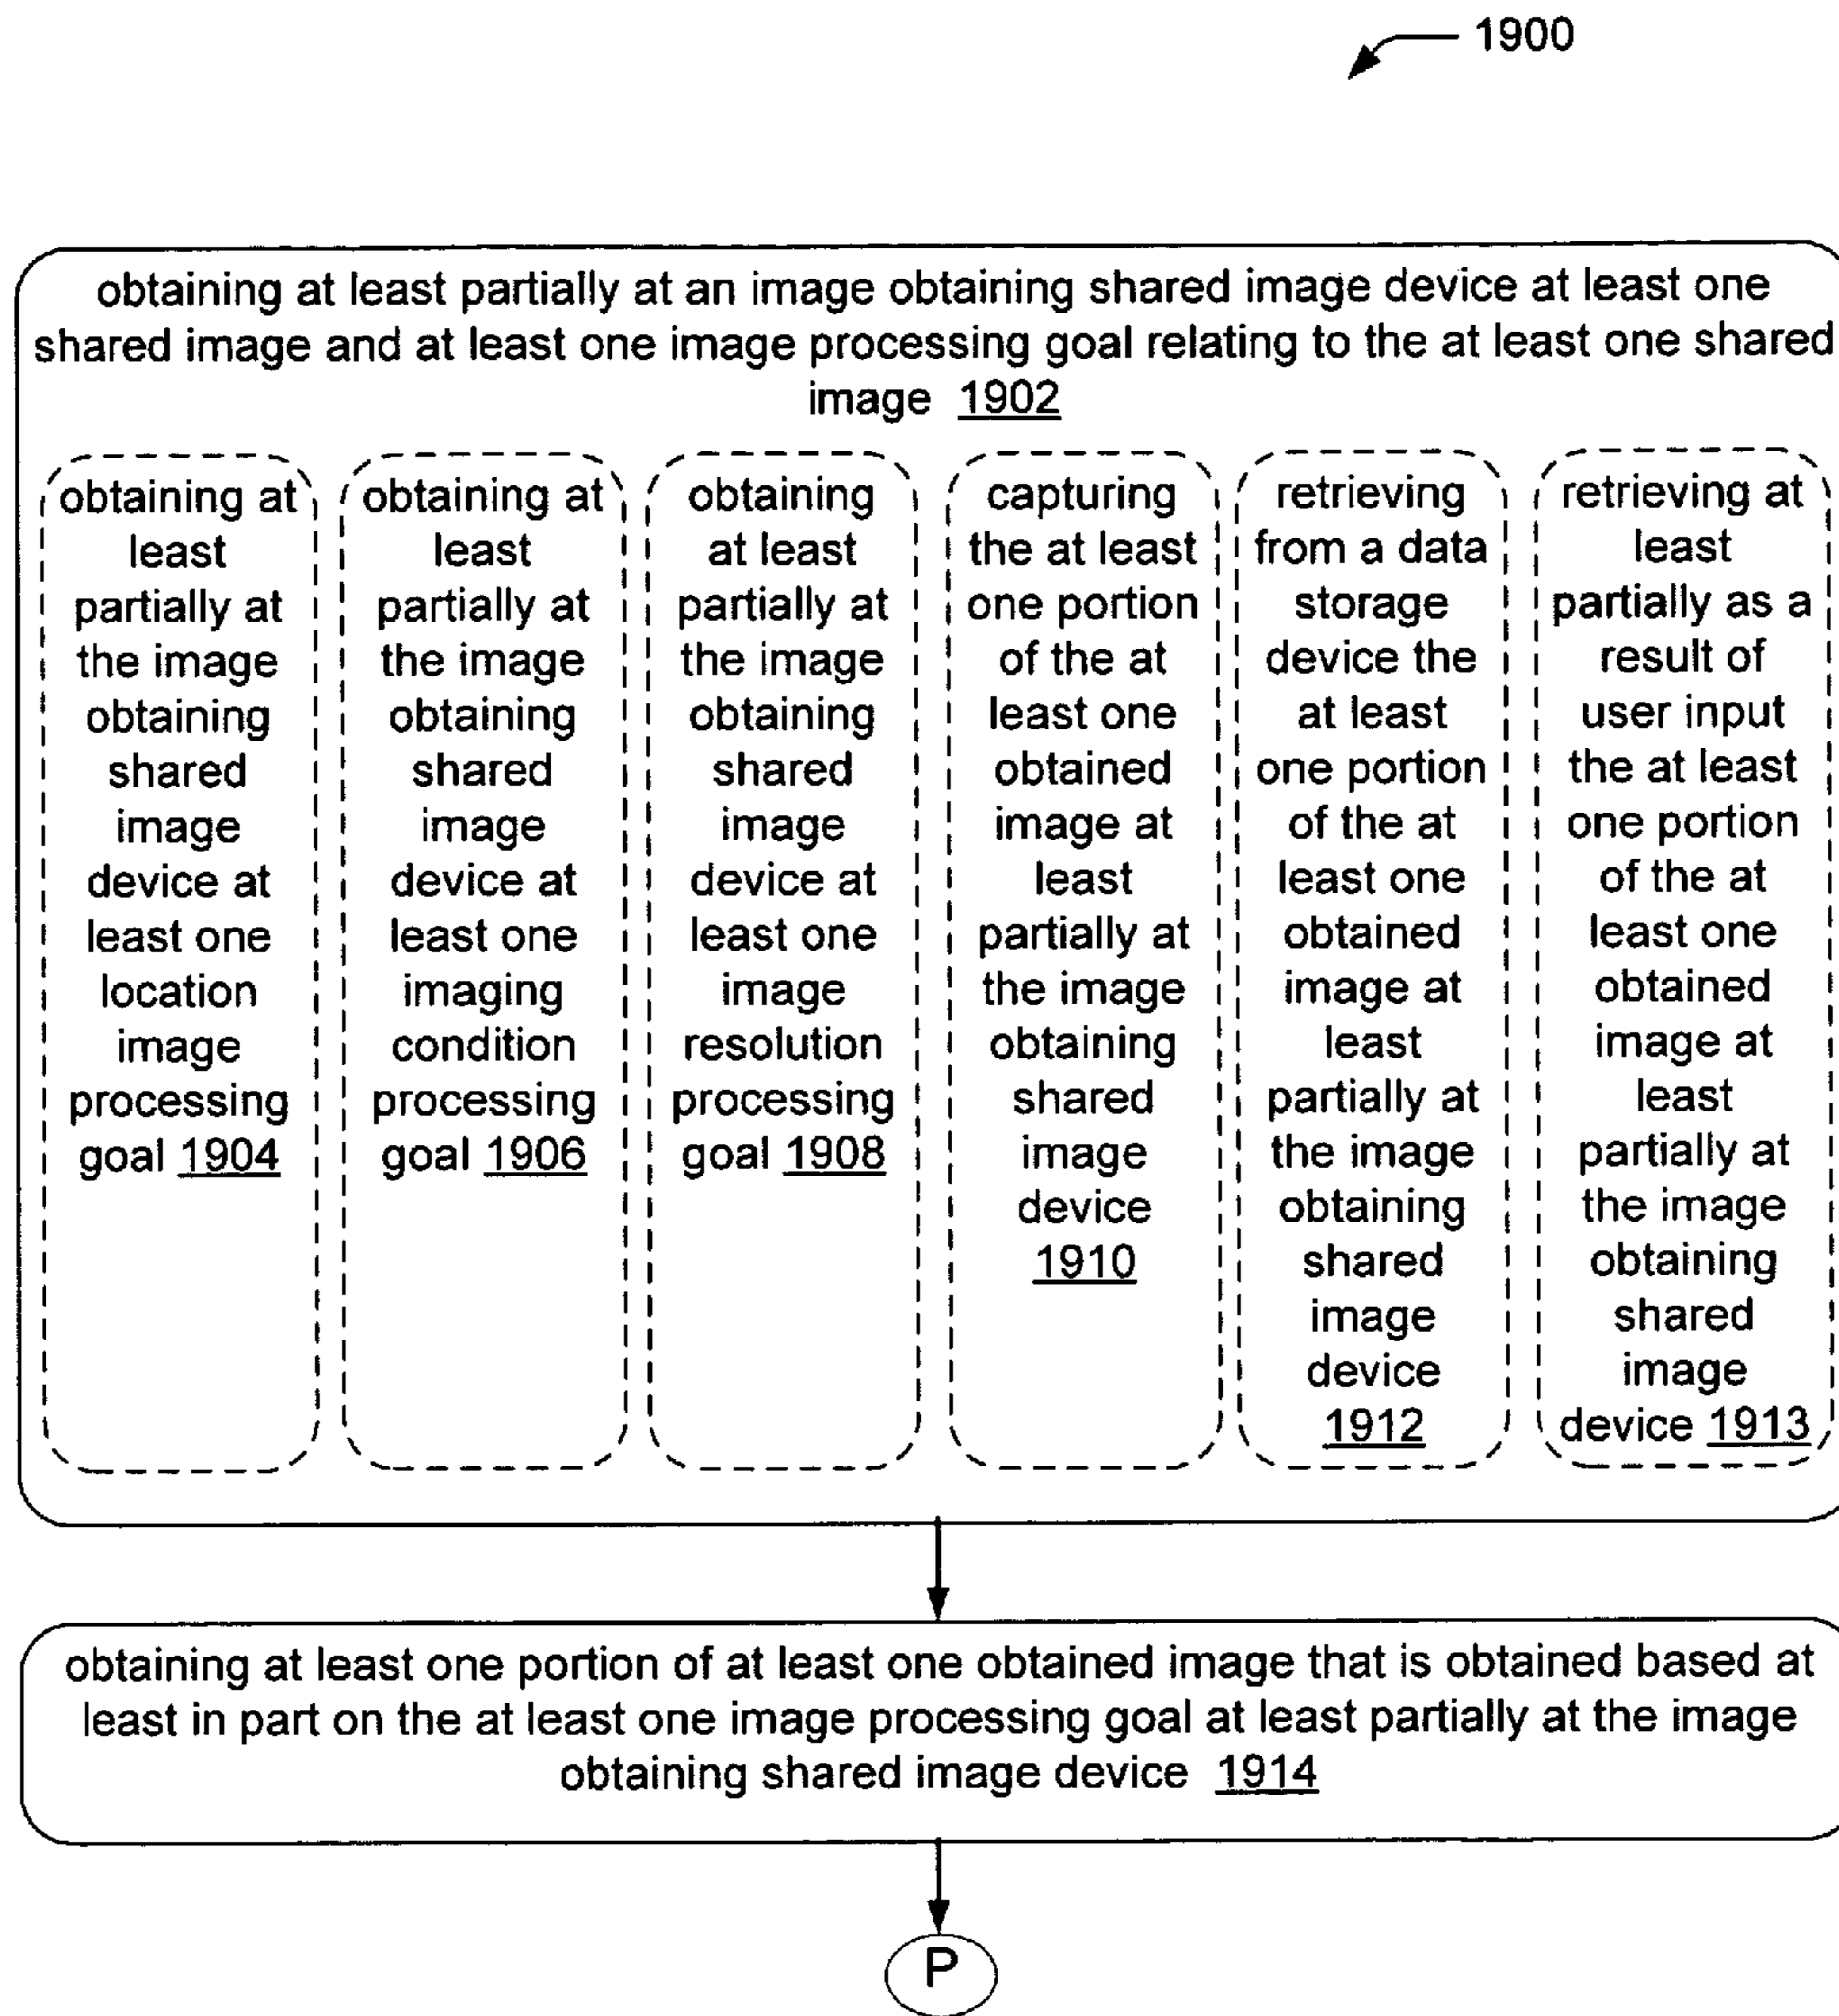 1900
obtaining at least partially at an image obtaining shared image device at least one
shared image and at least one image processing goal relating to the at least one shared
image 1902
obtaining at
least
partially at
the image
obtaining
shared
image
device at
least one
location
image
processing
goal 1904
obtaining at
least
partially at
the image
obtaining
shared
image
device at
least one
imaging
condition
processing
goal 1906
obtaining
at least
partially at
the image
obtaining
shared
image
device at
least one
image
resolution
processing
goal 1908
capturing
the at least
one portion
of the at
least one
obtained
image at
least
partially at
the image
obtaining
shared
image
device
1910
retrieving
from a data
storage
device the
at least
one portion
of the at
least one
obtained
image at
least
partially at
the image
obtaining
shared
image
device
1912
retrieving at
least
partially as a
result of
user input
the at least
one portion
of the at
least one
obtained
image at
least
partially at
the image
obtaining
shared
image
device 1913
obtaining at least one portion of at least one obtained image that is obtained based at
least in part on the at least one image processing goal at least partially at the image
obtaining shared image device 1914
P